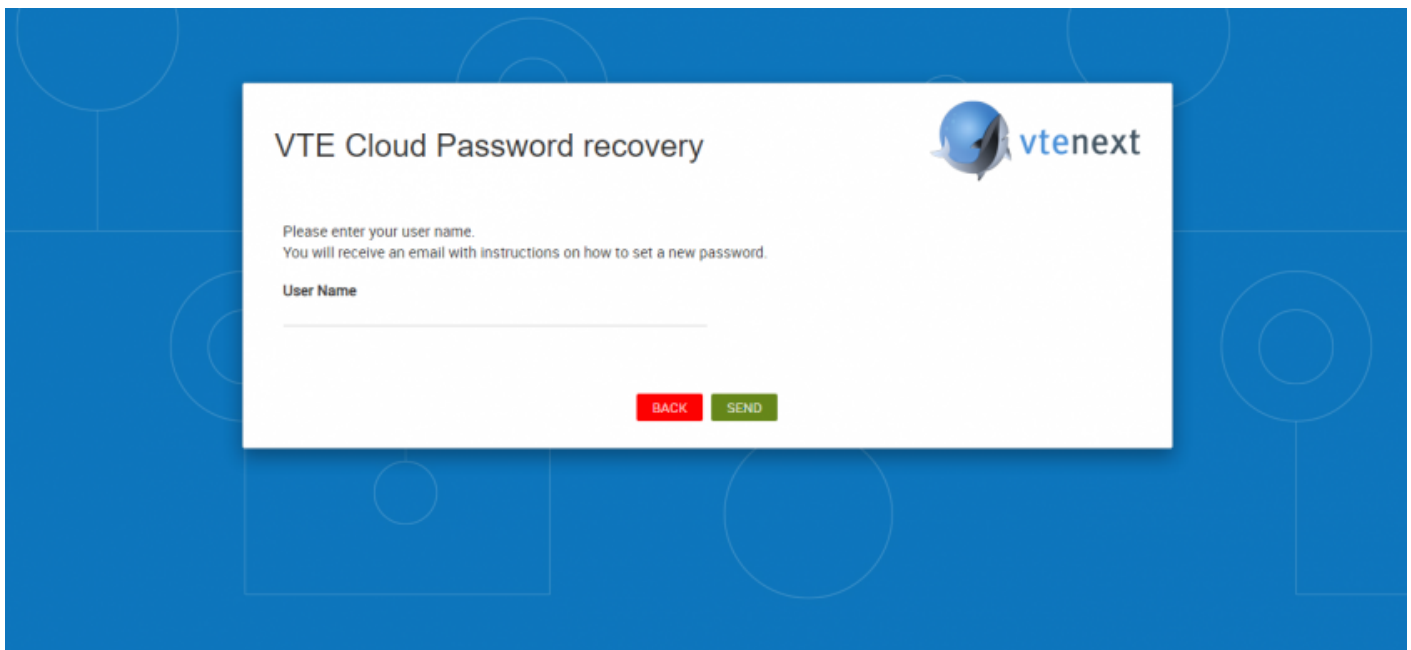 VTE Cloud Password recovery
vtenext
Please enter your user name.
You will receive an email with instructions on how to set a new password.
User Name
BACK SEND